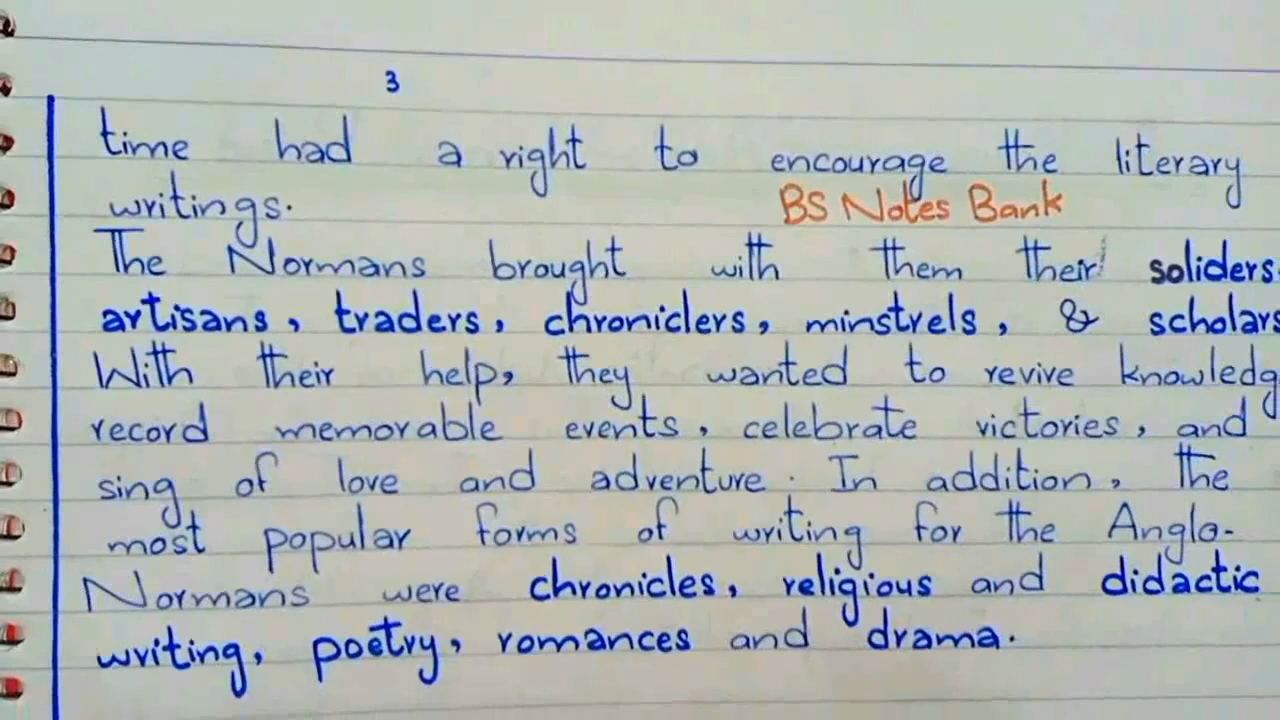 3
time had a right to encourage the literary
writings.
BS Notes Bank
The Normans brought with them their soliders,
artisans, traders, chroniclers, minstrels, & scholars
With their help, they wanted to revive knowledg
record memorable events, celebrate victories, and
sing of love and adventure. In addition, the
most popular forms of writing for the Anglo-
Normans were chronicles, religious and didactic
writing, poetry, romances and drama.